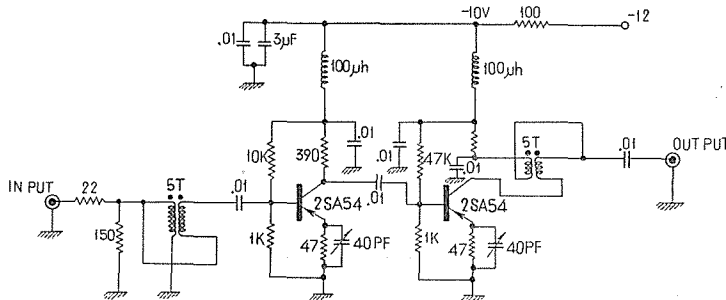 -10V
100
-12
.01
3μF
100μh
100μh
10K
390
.01
.01
47K
.01
5T
.01
OUT PUT
IN PUT
22
5T
.01
.01
2SA54
2SA54
150
1K
47
40PF
1K
47
40PF